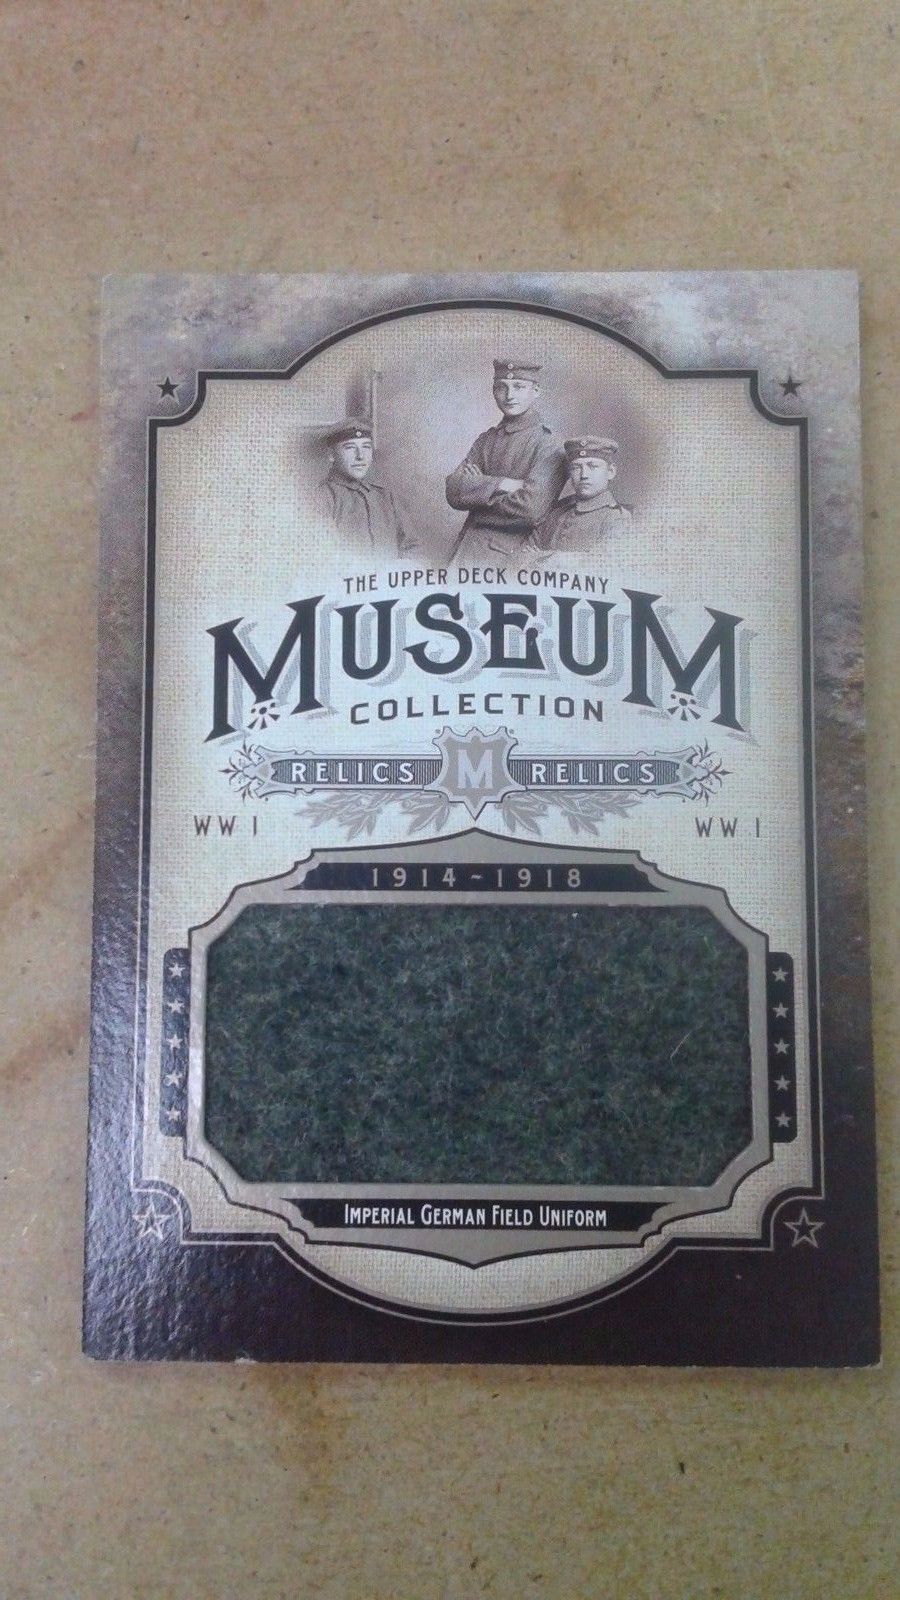 THE UPPER DECK COMPANY
MUSEUM
COLLECTION
RELICS M RELICS
WW I WW I
1914~1918
IMPERIAL GERMAN FIELD UNIFORM